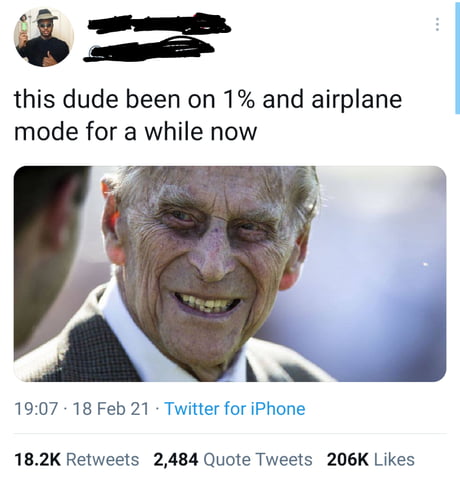 this dude been on 1% and airplane
mode for a while now
19:07 · 18 Feb 21 · Twitter for iPhone
18.2K Retweets 2,484 Quote Tweets 206K Likes